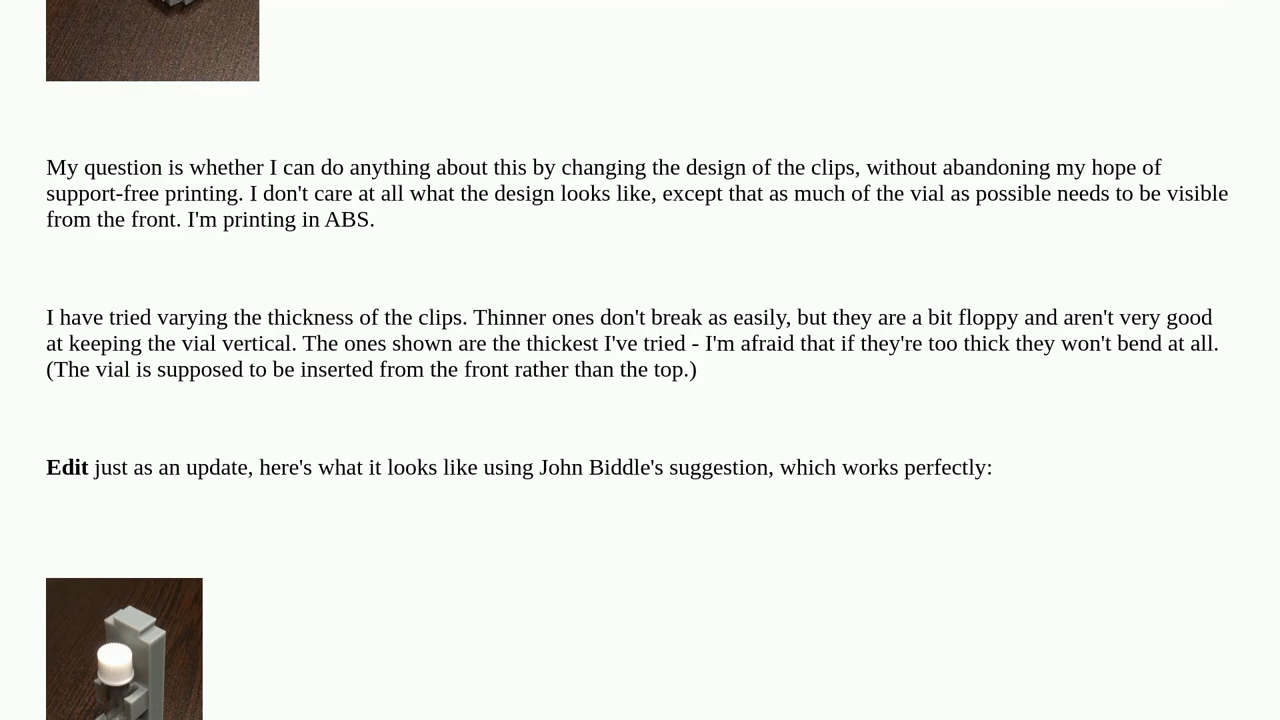 My question is whether I can do anything about this by changing the design of the clips, without abandoning my hope of
support-free printing. I don't care at all what the design looks like, except that as much of the vial as possible needs to be visible
from the front. I'm printing in ABS.
I have tried varying the thickness of the clips. Thinner ones don't break as easily, but they are a bit floppy and aren't very good
at keeping the vial vertical. The ones shown are the thickest I've tried - I'm afraid that if they're too thick they won't bend at all.
(The vial is supposed to be inserted from the front rather than the top.)
Edit just as an update, here's what it looks like using John Biddle's suggestion, which works perfectly: